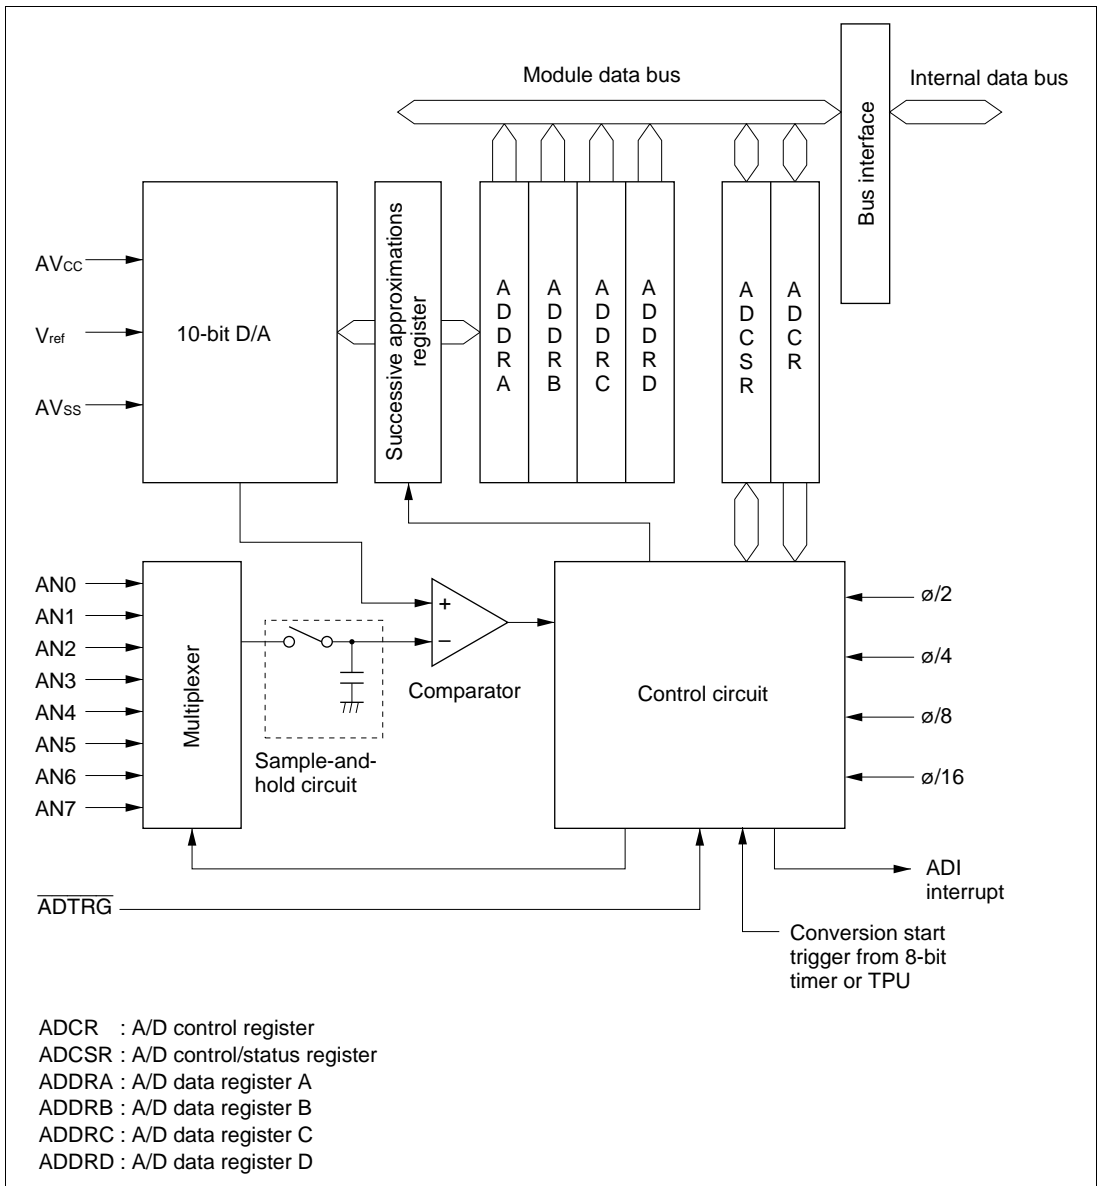 Module data bus
Internal data bus
Bus interface
AVCC
Vref
AVSS
10-bit D/A
Successive approximations
register
ADDRA
ADDRB
ADDRC
ADDRD
ADCSR
ADCR
AN0
AN1
AN2
AN3
AN4
AN5
AN6
AN7
Multiplexer
Sample-and-
hold circuit
+
−
Comparator
Control circuit
ø/2
ø/4
ø/8
ø/16
ADI
interrupt
ADTRG
Conversion start
trigger from 8-bit
timer or TPU
ADCR : A/D control register
ADCSR : A/D control/status register
ADDRA : A/D data register A
ADDRB : A/D data register B
ADDRC : A/D data register C
ADDRD : A/D data register D